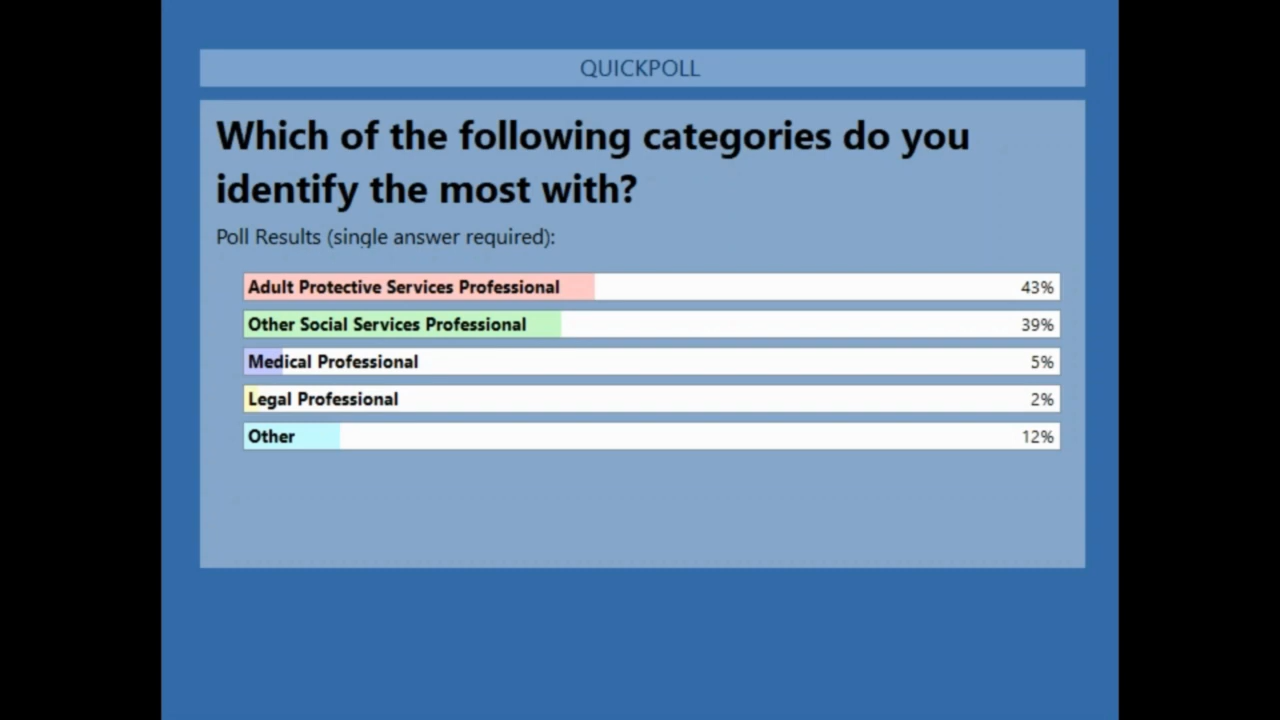 QUICKPOLL
Which of the following categories do you
identify the most with?
Poll Results (single answer required):
Adult Protective Services Professional 43%
Other Social Services Professional 39%
Medical Professional 5%
Legal Professional 2%
Other 12%